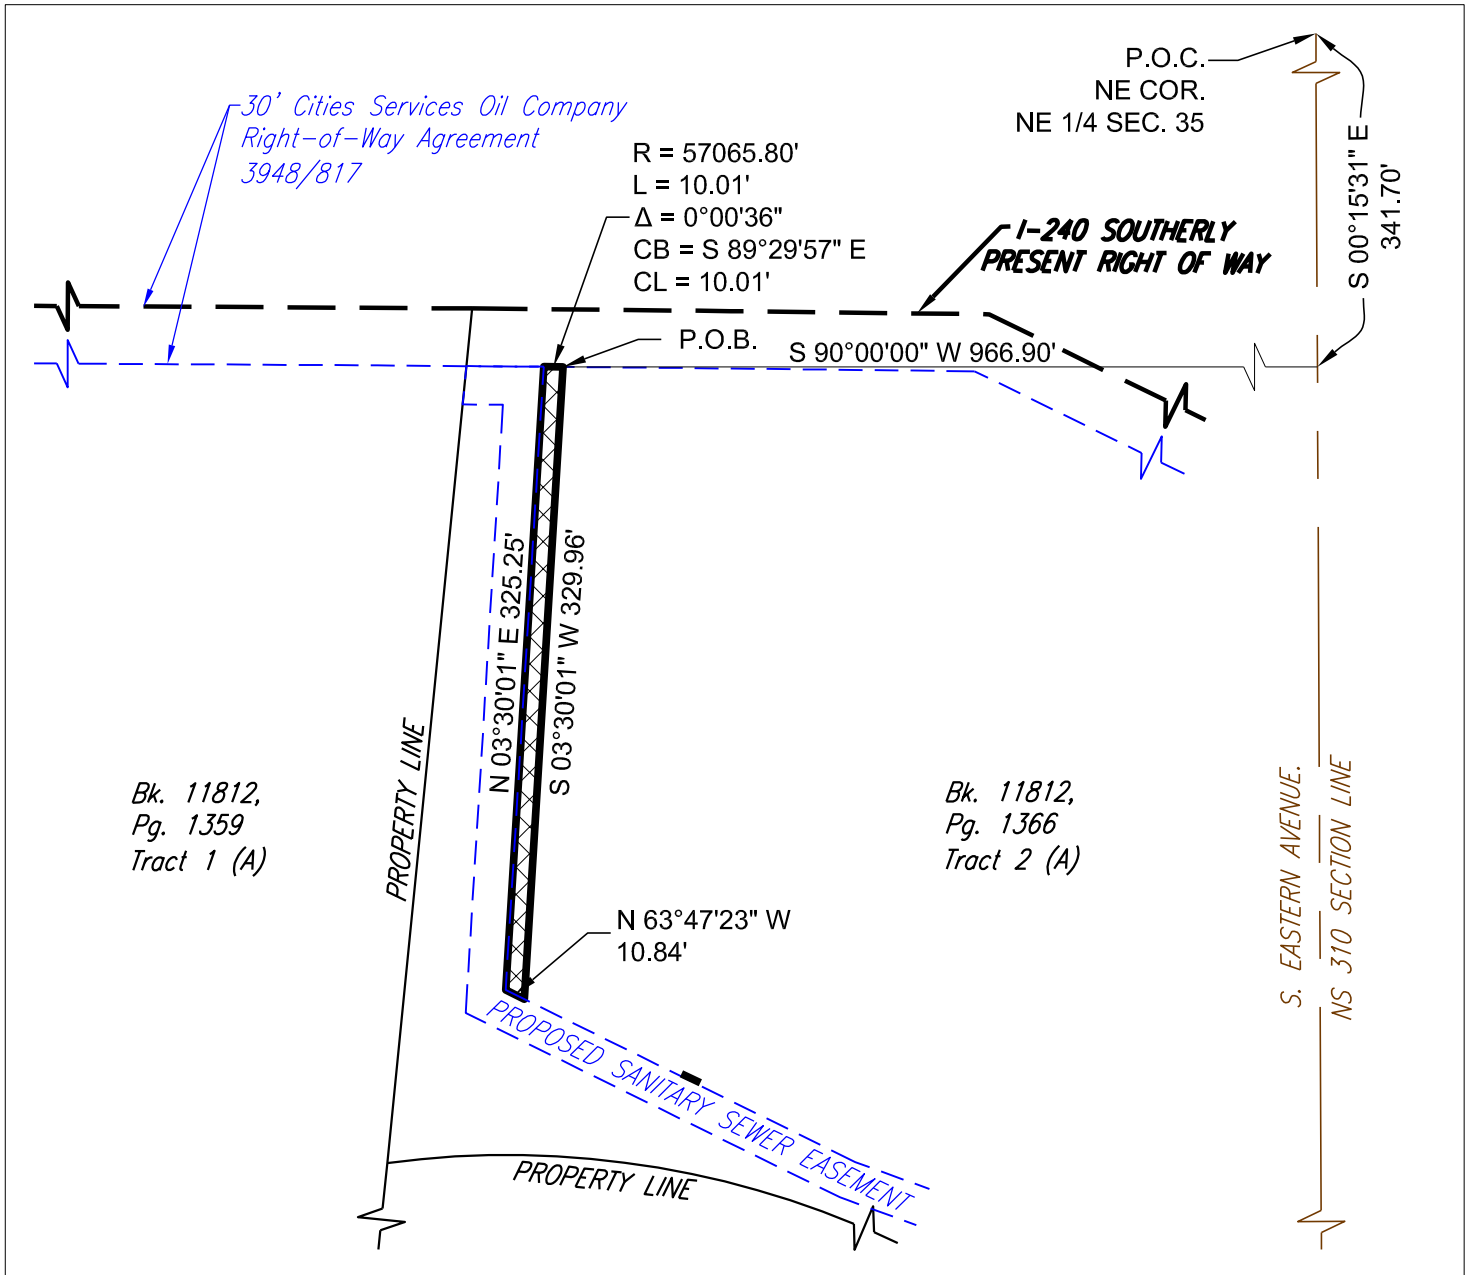 P.O.C.
NE COR.
NE 1/4 SEC. 35
30' Cities Services Oil Company
Right-of-Way Agreement
3948/817
R = 57065.80'
L = 10.01'
Δ = 0°00'36"
CB = S 89°29'57" E
CL = 10.01'
S 00°15'31" E
341.70'
I-240 SOUTHERLY
PRESENT RIGHT OF WAY
P.O.B.
S 90°00'00" W 966.90'
N 03°30'01" E 325.25'
S 03°30'01" W 329.96'
PROPERTY LINE
Bk. 11812,
Pg. 1359
Tract 1 (A)
Bk. 11812,
Pg. 1366
Tract 2 (A)
S. EASTERN AVENUE.
NS 310 SECTION LINE
N 63°47'23" W
10.84'
PROPOSED SANITARY SEWER EASEMENT
PROPERTY LINE